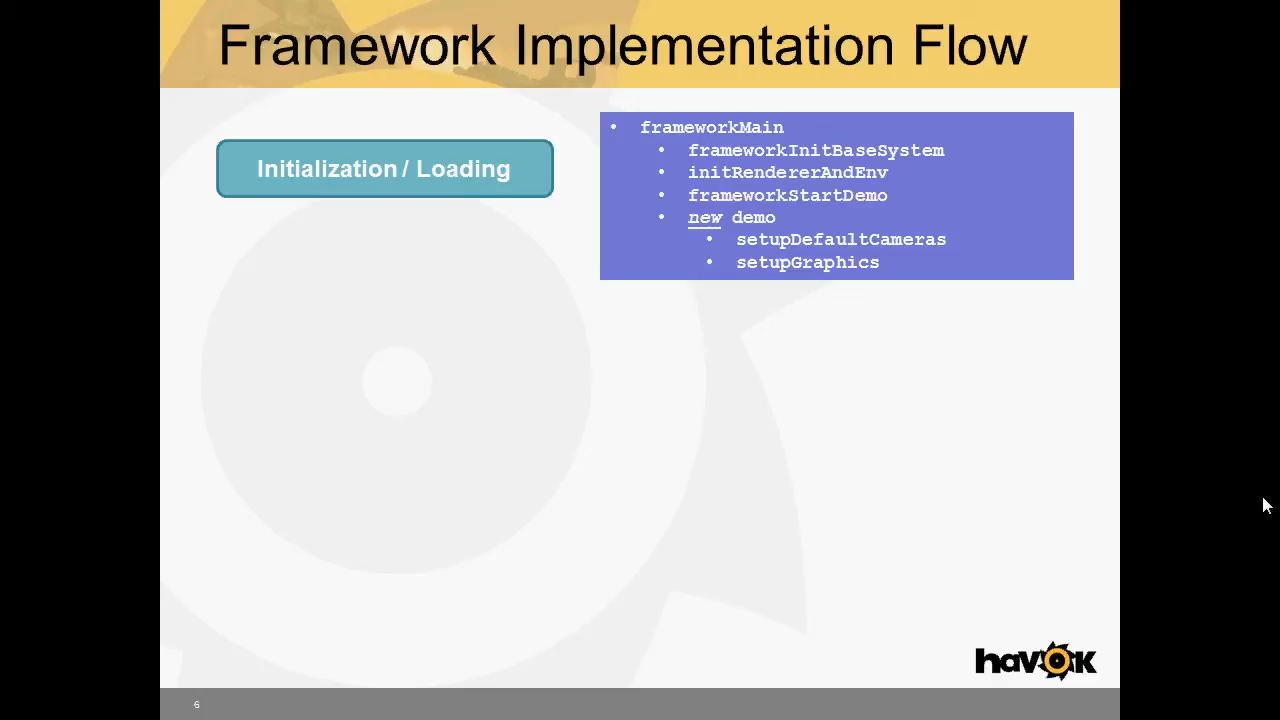 Framework Implementation Flow
Initialization / Loading
• frameworkMain
• frameworkInitBaseSystem
• initRendererAndEnv
• frameworkStartDemo
• new demo
• setupDefaultCameras
• setupGraphics
havok
6